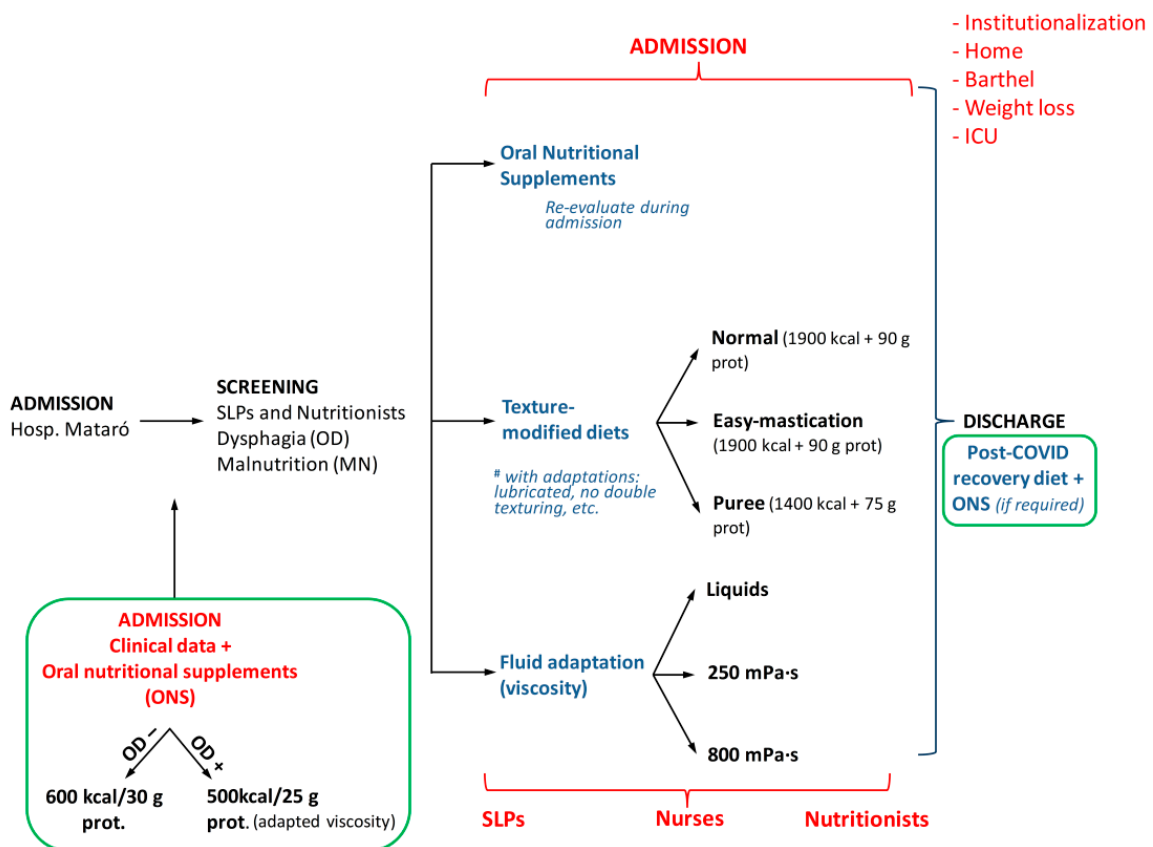 - Institutionalization
- Home
- Barthel
- Weight loss
- ICU
ADMISSION
Oral Nutritional
Supplements
Re-evaluate during
admission
ADMISSION
Hosp. Mataró
SCREENING
SLPs and Nutritionists
Dysphagia (OD)
Malnutrition (MN)
Texture-
modified diets
# with adaptations:
lubricated, no double
texturing, etc.
Normal (1900 kcal + 90 g
prot)
Easy-mastication
(1900 kcal + 90 g prot)
Puree (1400 kcal + 75 g
prot)
DISCHARGE
Post-COVID
recovery diet +
ONS (if required)
Fluid adaptation
(viscosity)
Liquids
250 mPa·s
800 mPa·s
ADMISSION
Clinical data +
Oral nutritional supplements
(ONS)
OD –
OD +
600 kcal/30 g
prot.
500kcal/25 g
prot. (adapted viscosity)
SLPs
Nurses
Nutritionists